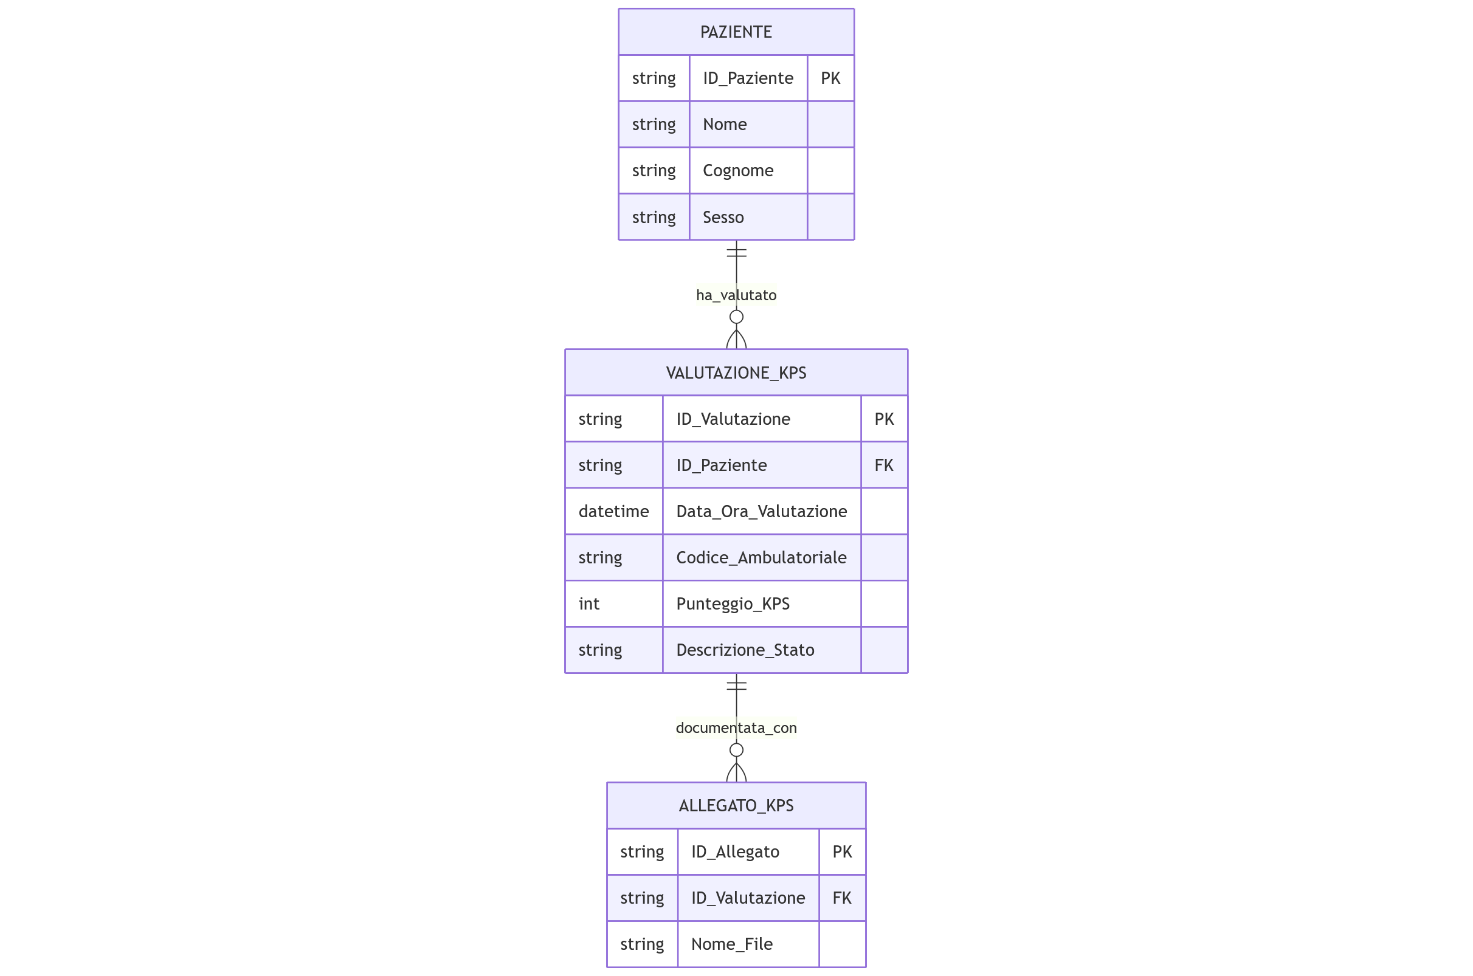 PAZIENTE
string ID_Paziente PK
string Nome
string Cognome
string Sesso
ha_valutato
VALUTAZIONE_KPS
string ID_Valutazione PK
string ID_Paziente FK
datetime Data_Ora_Valutazione
string Codice_Ambulatoriale
int Punteggio_KPS
string Descrizione_Stato
documentata_con
ALLEGATO_KPS
string ID_Allegato PK
string ID_Valutazione FK
string Nome_File